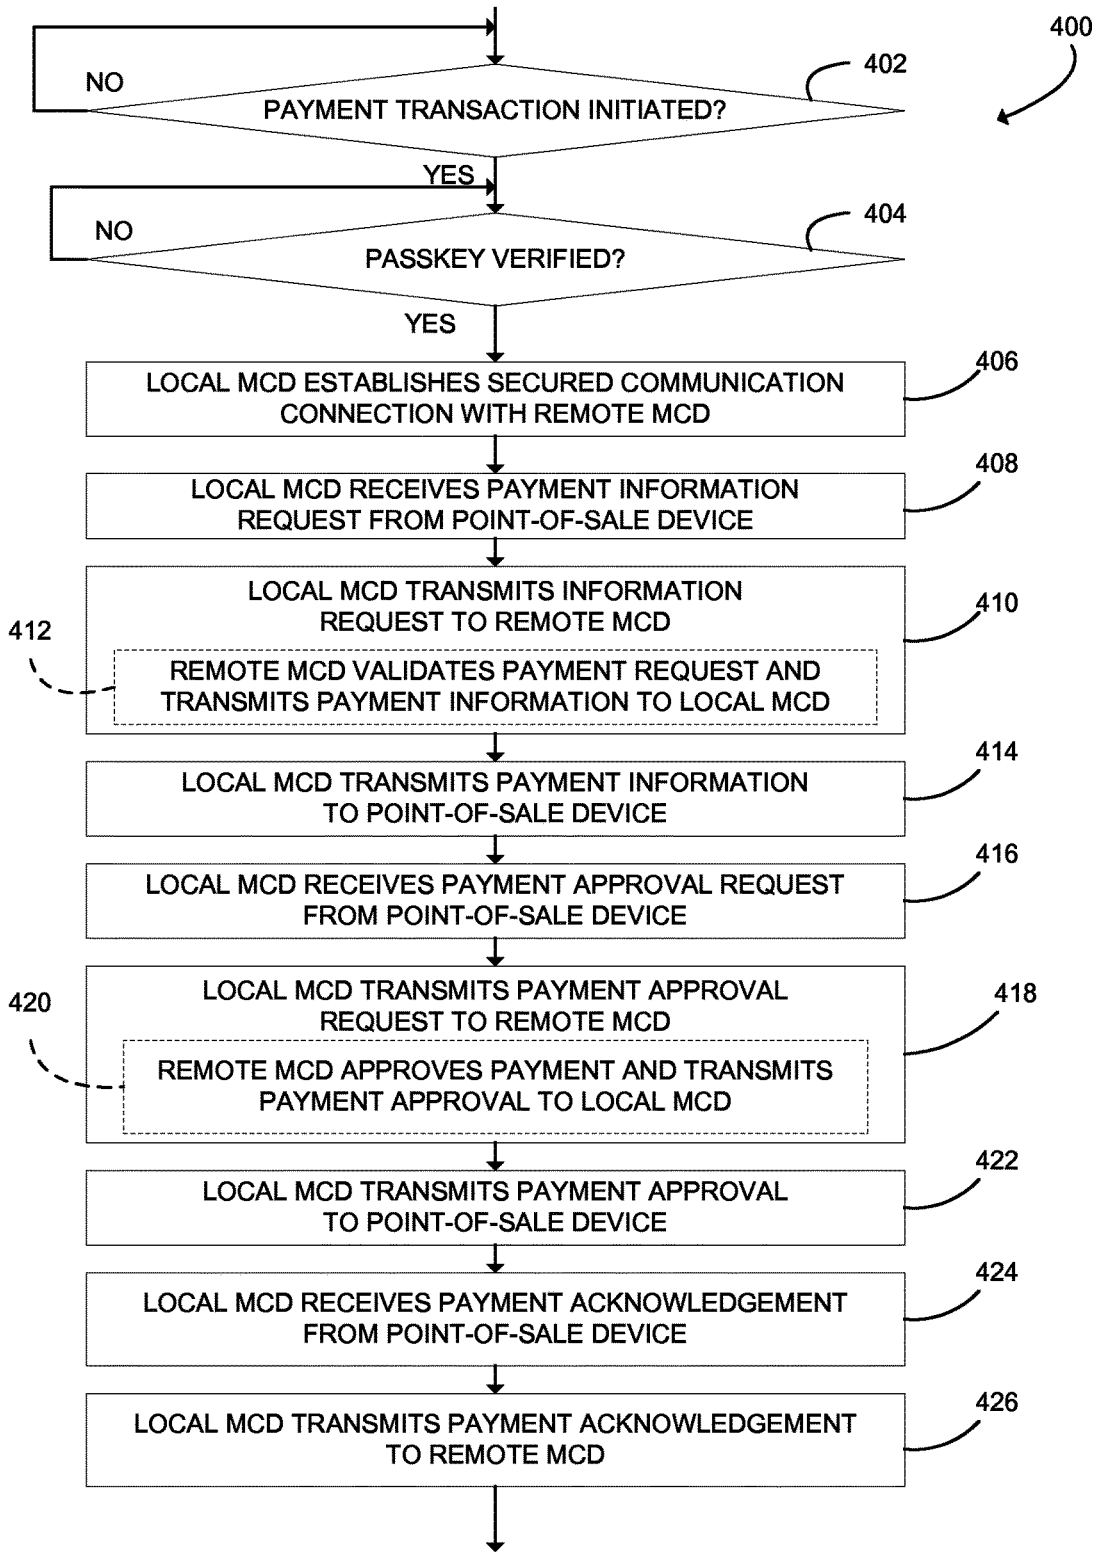 400
402
NO
PAYMENT TRANSACTION INITIATED?
YES
404
NO
PASSKEY VERIFIED?
YES
406
LOCAL MCD ESTABLISHES SECURED COMMUNICATION
CONNECTION WITH REMOTE MCD
408
LOCAL MCD RECEIVES PAYMENT INFORMATION
REQUEST FROM POINT-OF-SALE DEVICE
410
LOCAL MCD TRANSMITS INFORMATION
REQUEST TO REMOTE MCD
412
REMOTE MCD VALIDATES PAYMENT REQUEST AND
TRANSMITS PAYMENT INFORMATION TO LOCAL MCD
414
LOCAL MCD TRANSMITS PAYMENT INFORMATION
TO POINT-OF-SALE DEVICE
416
LOCAL MCD RECEIVES PAYMENT APPROVAL REQUEST
FROM POINT-OF-SALE DEVICE
418
LOCAL MCD TRANSMITS PAYMENT APPROVAL
REQUEST TO REMOTE MCD
420
REMOTE MCD APPROVES PAYMENT AND TRANSMITS
PAYMENT APPROVAL TO LOCAL MCD
422
LOCAL MCD TRANSMITS PAYMENT APPROVAL
TO POINT-OF-SALE DEVICE
424
LOCAL MCD RECEIVES PAYMENT ACKNOWLEDGEMENT
FROM POINT-OF-SALE DEVICE
426
LOCAL MCD TRANSMITS PAYMENT ACKNOWLEDGEMENT
TO REMOTE MCD